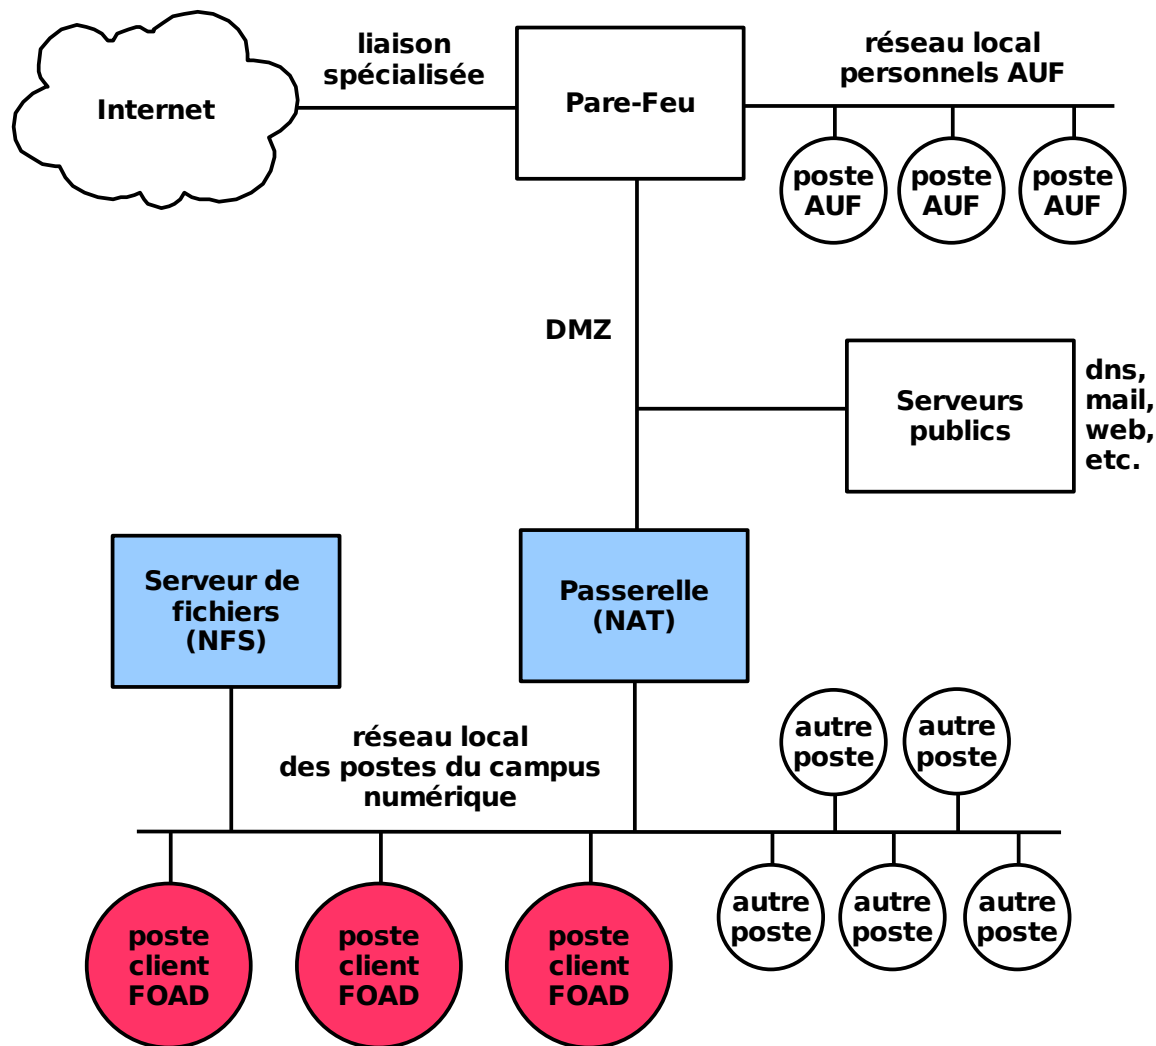 Internet
liaison
spécialisée
Pare-Feu
réseau local
personnels AUF
poste
AUF
poste
AUF
poste
AUF
DMZ
Serveurs
publics
dns,
mail,
web,
etc.
Serveur de
fichiers
(NFS)
Passerelle
(NAT)
réseau local
des postes du campus
numérique
autre
poste
autre
poste
poste
client
FOAD
poste
client
FOAD
poste
client
FOAD
autre
poste
autre
poste
autre
poste